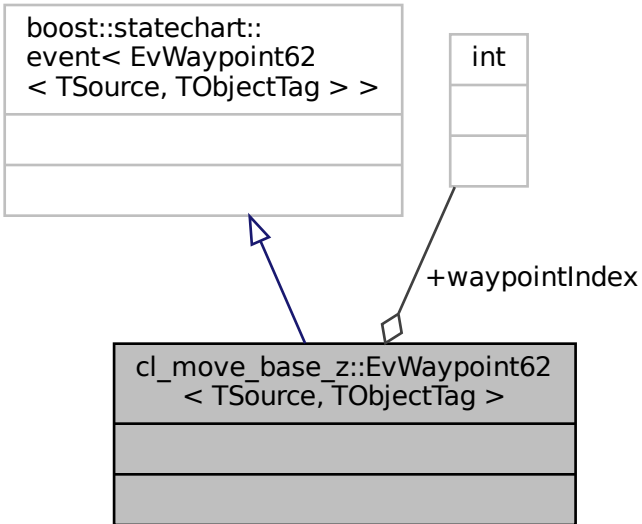 boost::statechart::
event< EvWaypoint62
< TSource, TObjectTag > >
int
+waypointIndex
cl_move_base_z::EvWaypoint62
< TSource, TObjectTag >